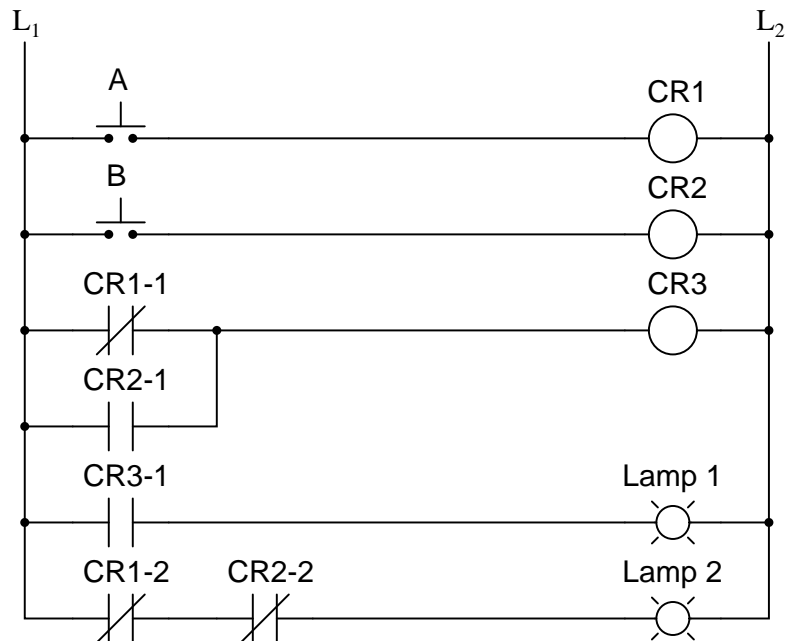 L₁ L₂
A
CR1
B
CR2
CR1-1
CR3
CR2-1
CR3-1
Lamp 1
CR1-2
CR2-2
Lamp 2